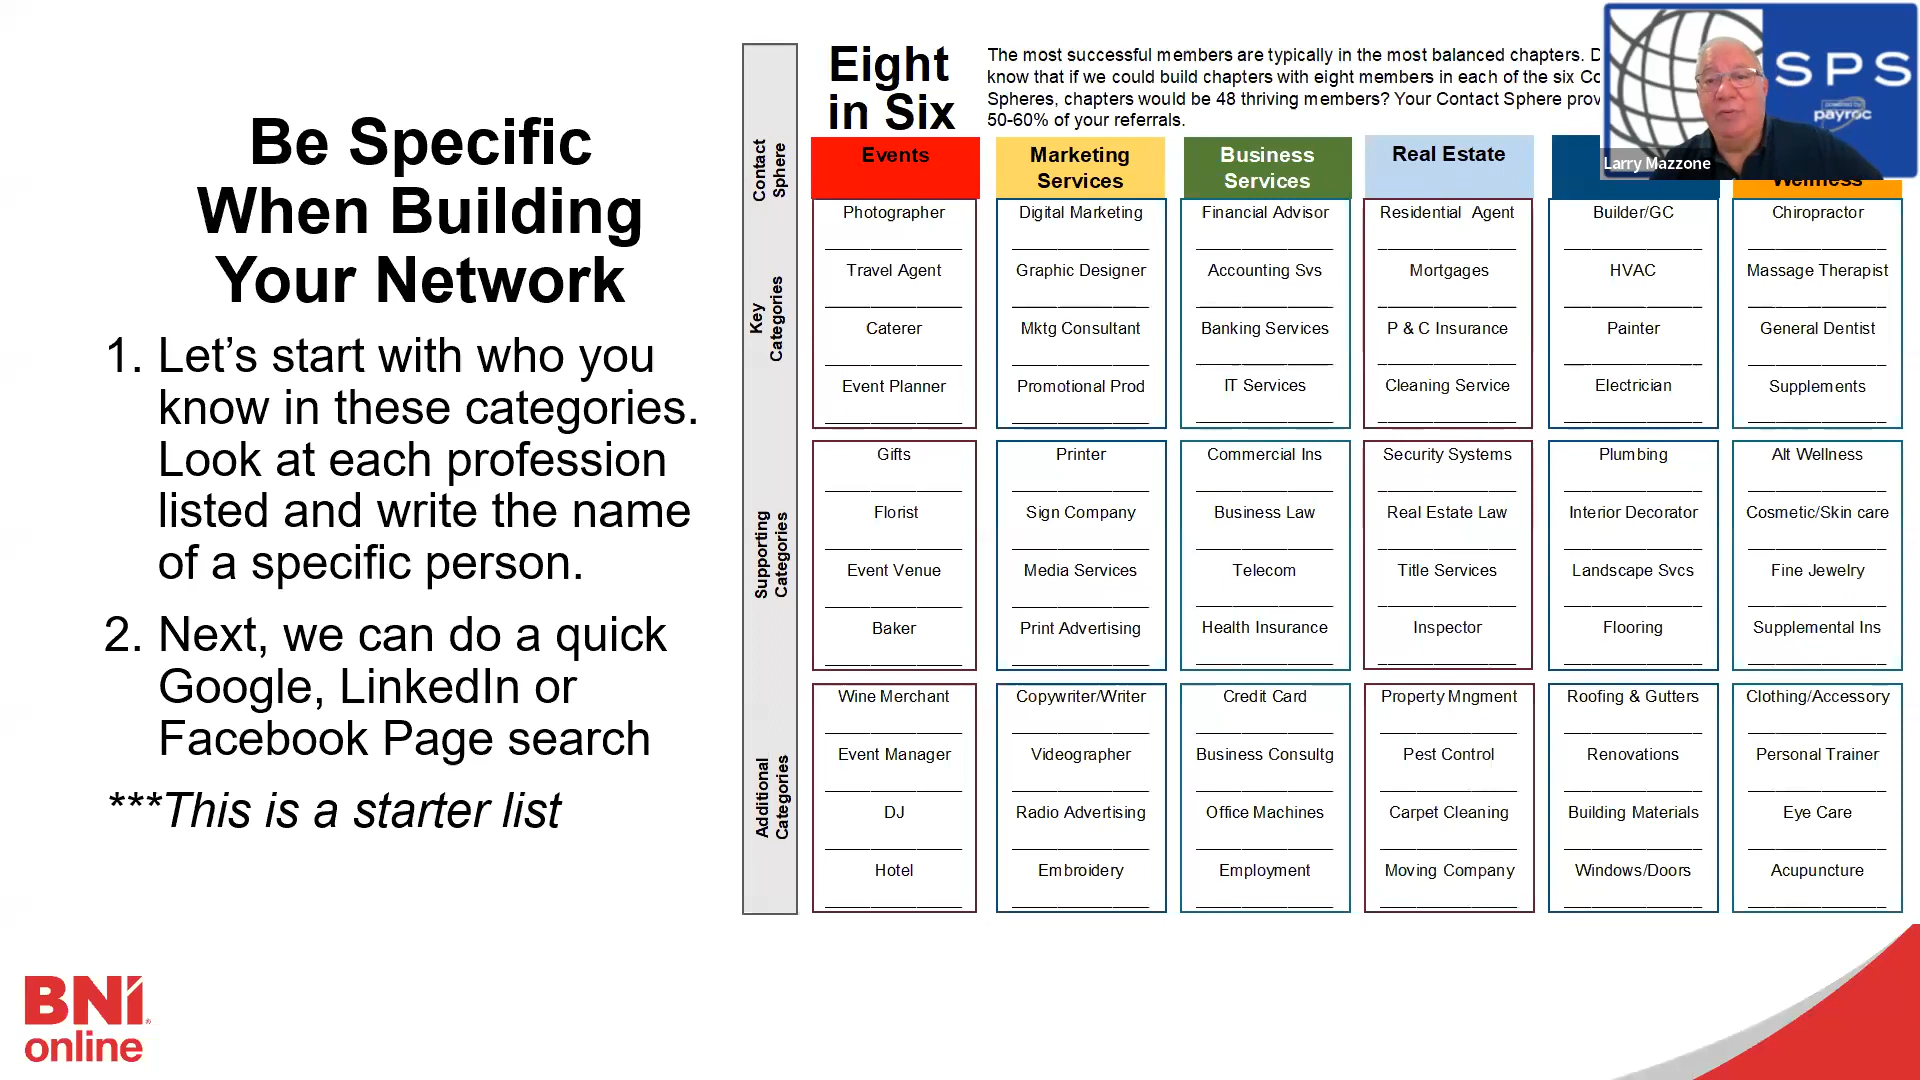 Be Specific
When Building
Your Network
1. Let's start with who you
know in these categories.
Look at each profession
listed and write the name
of a specific person.
2. Next, we can do a quick
Google, LinkedIn or
Facebook Page search
***This is a starter list
BNI
online
Eight
in Six
The most successful members are typically in the most balanced chapters.
know that if we could build chapters with eight members in each of the six
Spheres, chapters would be 48 thriving members? Your Contact Sphere
50-60% of your referrals.
SPS
powered by
payroc
Larry Mazzone
Contact
Sphere
Events
Marketing
Services
Business
Services
Real Estate
Wellness
Key
Categories
Photographer
Travel Agent
Caterer
Event Planner
Digital Marketing
Graphic Designer
Mktg Consultant
Promotional Prod
Financial Advisor
Accounting Svs
Banking Services
IT Services
Residential Agent
Mortgages
P & C Insurance
Cleaning Service
Builder/GC
HVAC
Painter
Electrician
Chiropractor
Massage Therapist
General Dentist
Supplements
Supporting
Categories
Gifts
Florist
Event Venue
Baker
Printer
Sign Company
Media Services
Print Advertising
Commercial Ins
Business Law
Telecom
Health Insurance
Security Systems
Real Estate Law
Title Services
Inspector
Plumbing
Interior Decorator
Landscape Svcs
Flooring
Alt Wellness
Cosmetic/Skin care
Fine Jewelry
Supplemental Ins
Additional
Categories
Wine Merchant
Event Manager
DJ
Hotel
Copywriter/Writer
Videographer
Radio Advertising
Embroidery
Credit Card
Business Consultg
Office Machines
Employment
Property Mngment
Pest Control
Carpet Cleaning
Moving Company
Roofing & Gutters
Renovations
Building Materials
Windows/Doors
Clothing/Accessory
Personal Trainer
Eye Care
Acupuncture